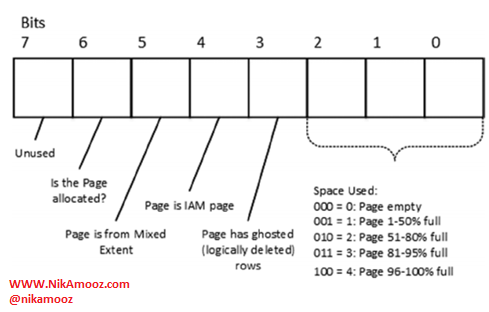 Bits
7 6 5 4 3 2 1 0
Unused
Is the Page
allocated?
Page is from Mixed
Extent
Page is IAM page
Page has ghosted
(logically deleted)
rows
Space Used:
000 = 0: Page empty
001 = 1: Page 1-50% full
010 = 2: Page 51-80% full
011 = 3: Page 81-95% full
100 = 4: Page 96-100% full
WWW.NikAmooz.com
@nikamooz